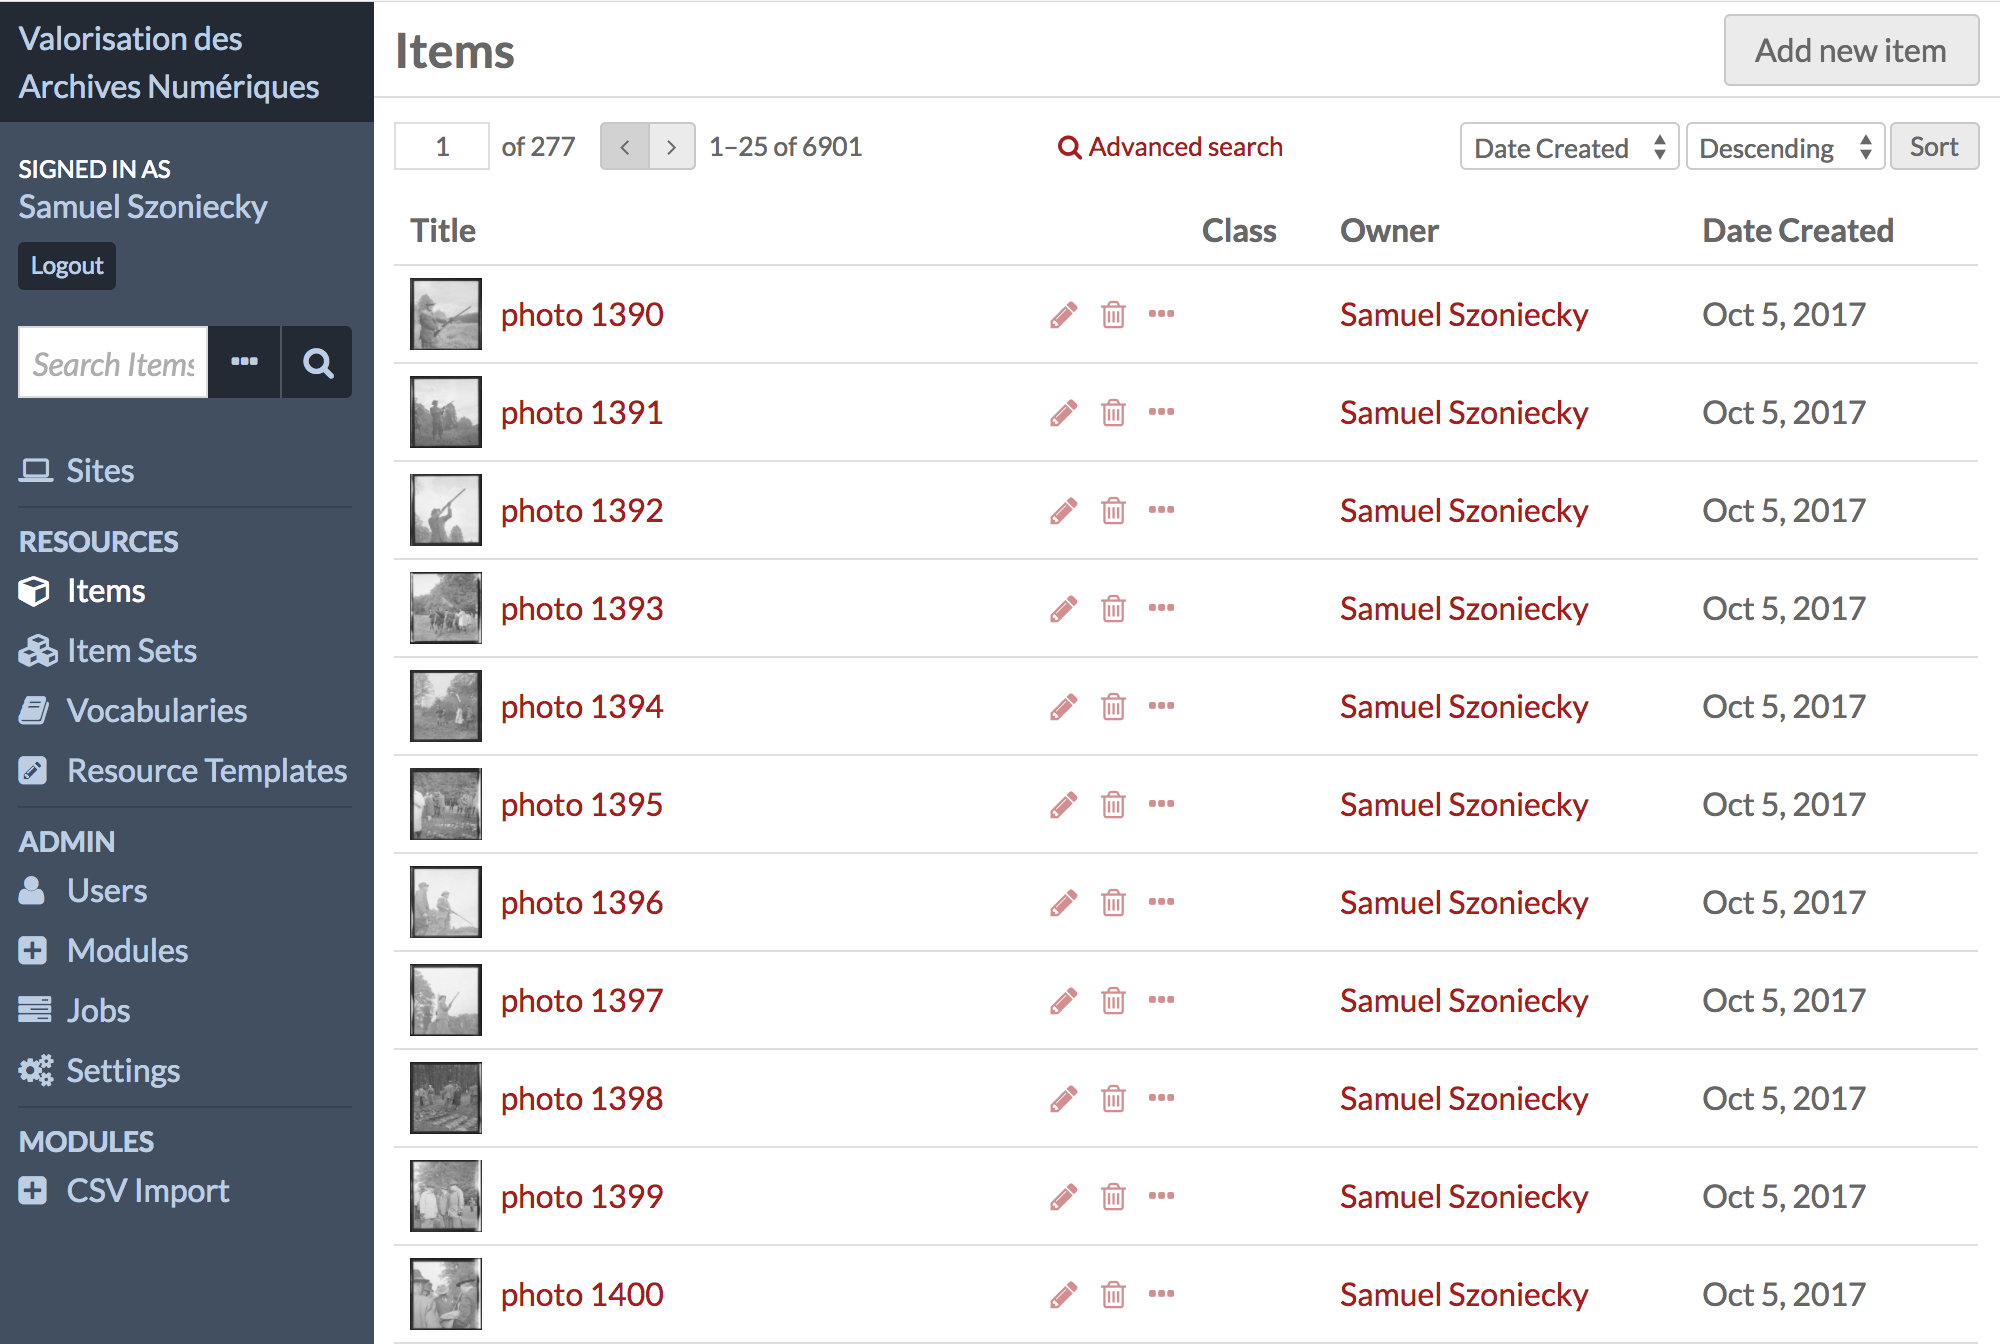 Valorisation des
Archives Numériques
SIGNED IN AS
Samuel Szoniecky
Logout
Search Items
Sites
RESOURCES
Items
Item Sets
Vocabularies
Resource Templates
ADMIN
Users
Modules
Jobs
Settings
MODULES
CSV Import
Items
Add new item
1 of 277 1–25 of 6901 Advanced search Date Created Descending Sort
Title Class Owner Date Created
photo 1390 Samuel Szoniecky Oct 5, 2017
photo 1391 Samuel Szoniecky Oct 5, 2017
photo 1392 Samuel Szoniecky Oct 5, 2017
photo 1393 Samuel Szoniecky Oct 5, 2017
photo 1394 Samuel Szoniecky Oct 5, 2017
photo 1395 Samuel Szoniecky Oct 5, 2017
photo 1396 Samuel Szoniecky Oct 5, 2017
photo 1397 Samuel Szoniecky Oct 5, 2017
photo 1398 Samuel Szoniecky Oct 5, 2017
photo 1399 Samuel Szoniecky Oct 5, 2017
photo 1400 Samuel Szoniecky Oct 5, 2017